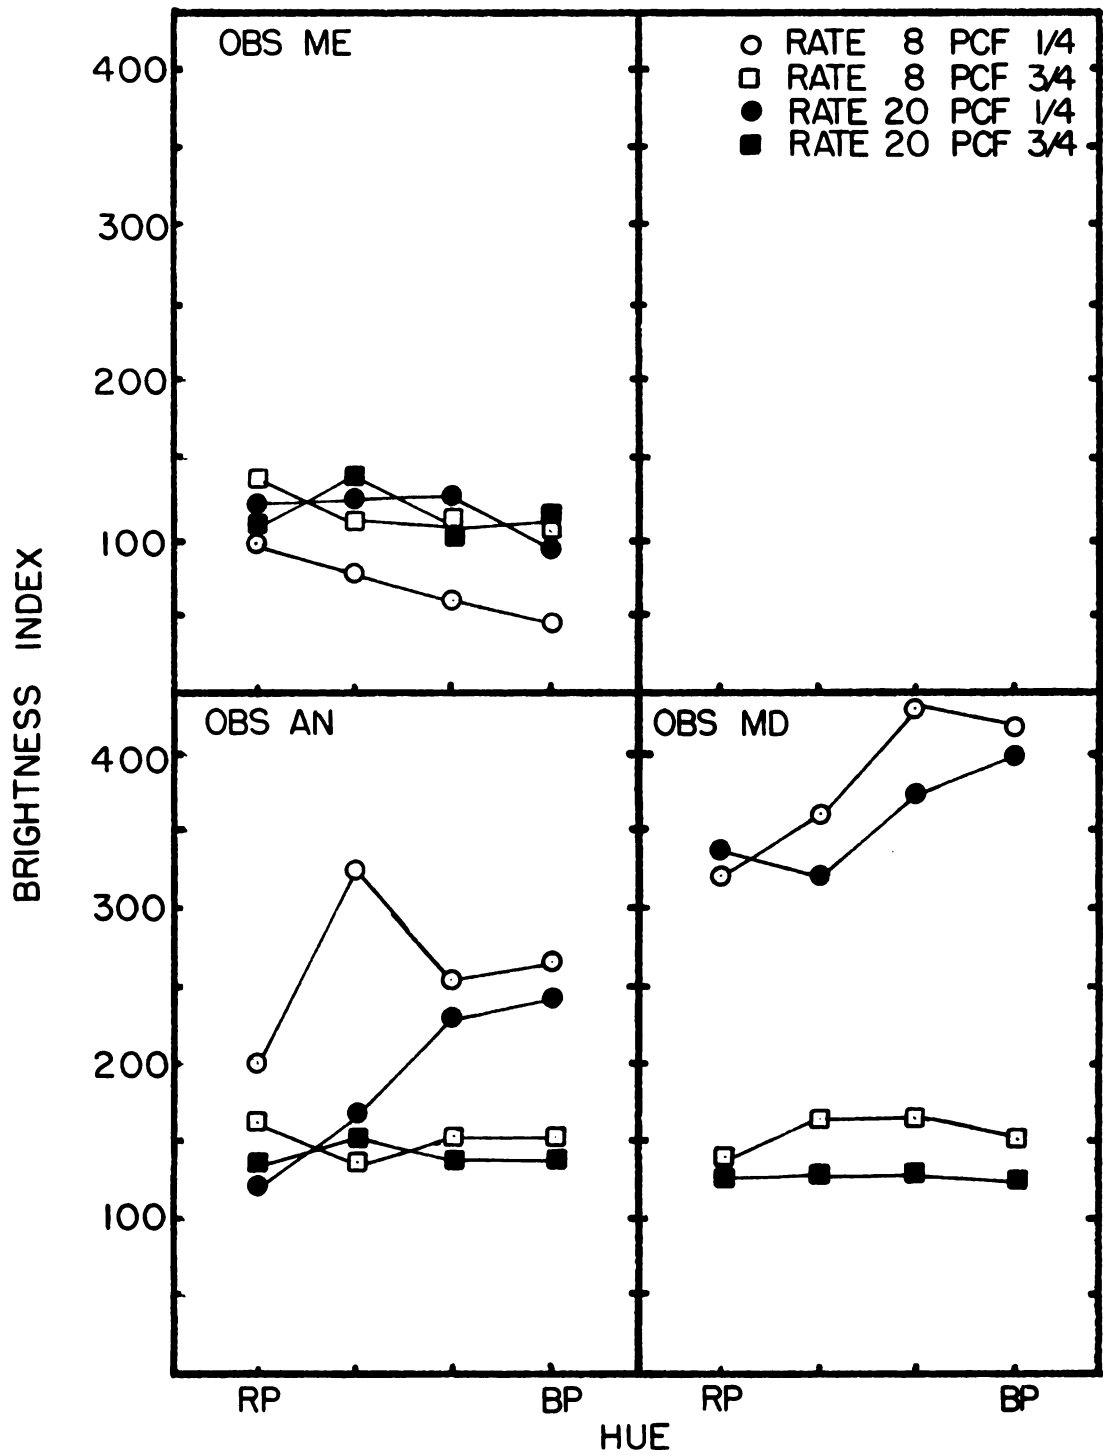 OBS ME
RATE 8 PCF 1/4
RATE 8 PCF 3/4
RATE 20 PCF 1/4
RATE 20 PCF 3/4
400
300
200
100
BRIGHTNESS INDEX
OBS AN
OBS MD
400
300
200
100
RP BP RP BP
HUE